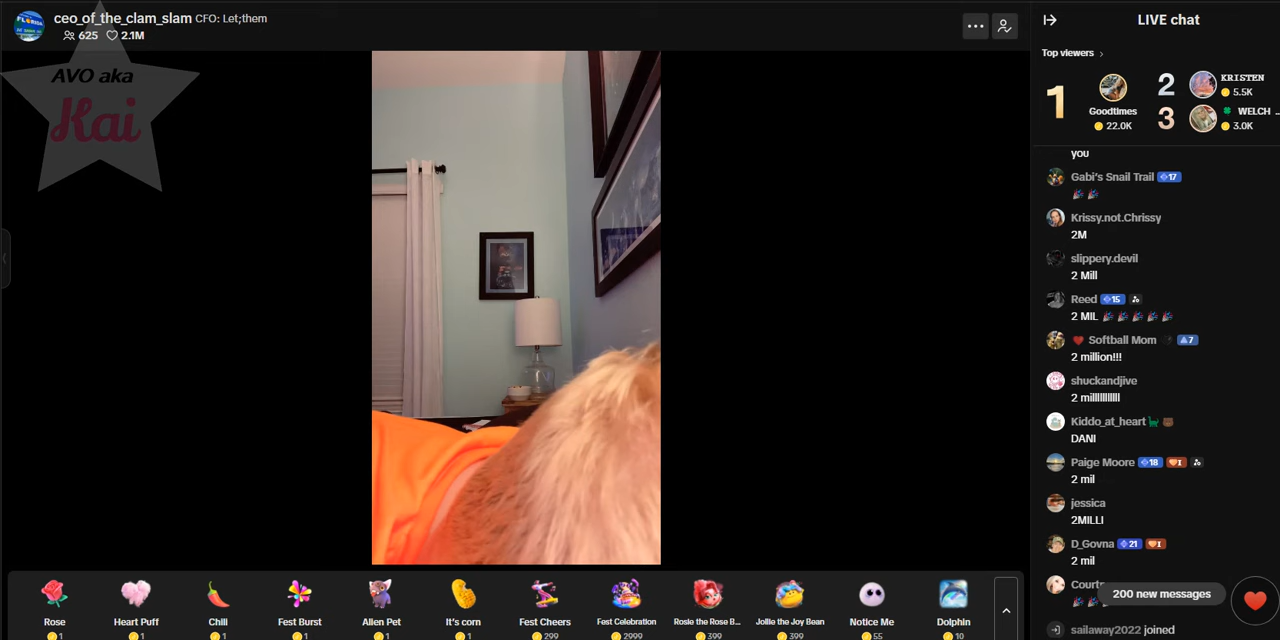 ceo_of_the_clam_slam CFO: Let;them
625 2.1M
AVO aka
Kai
LIVE chat
Top viewers
1
Goodtimes
22.0K
2
KRISTEN
5.5K
3
WELCH ..
3.0K
you
Gabi's Snail Trail 17
Krissy.not.Chrissy
2M
slippery.devil
2 Mill
Reed 15
2 MIL
Softball Mom 7
2 million!!!
shuckandjive
2 millllllllllll
Kiddo_at_heart
DANI
Paige Moore 18 I
2 mil
jessica
2MILLI
D_Govna 21 I
2 mil
Courts
200 new messages
sailaway2022 joined
Rose
1
Heart Puff
1
Chili
1
Fest Burst
1
Alien Pet
1
It's corn
1
Fest Cheers
299
Fest Celebration
2999
Rosie the Rose B...
399
Jollie the Joy Bean
399
Notice Me
55
Dolphin
10